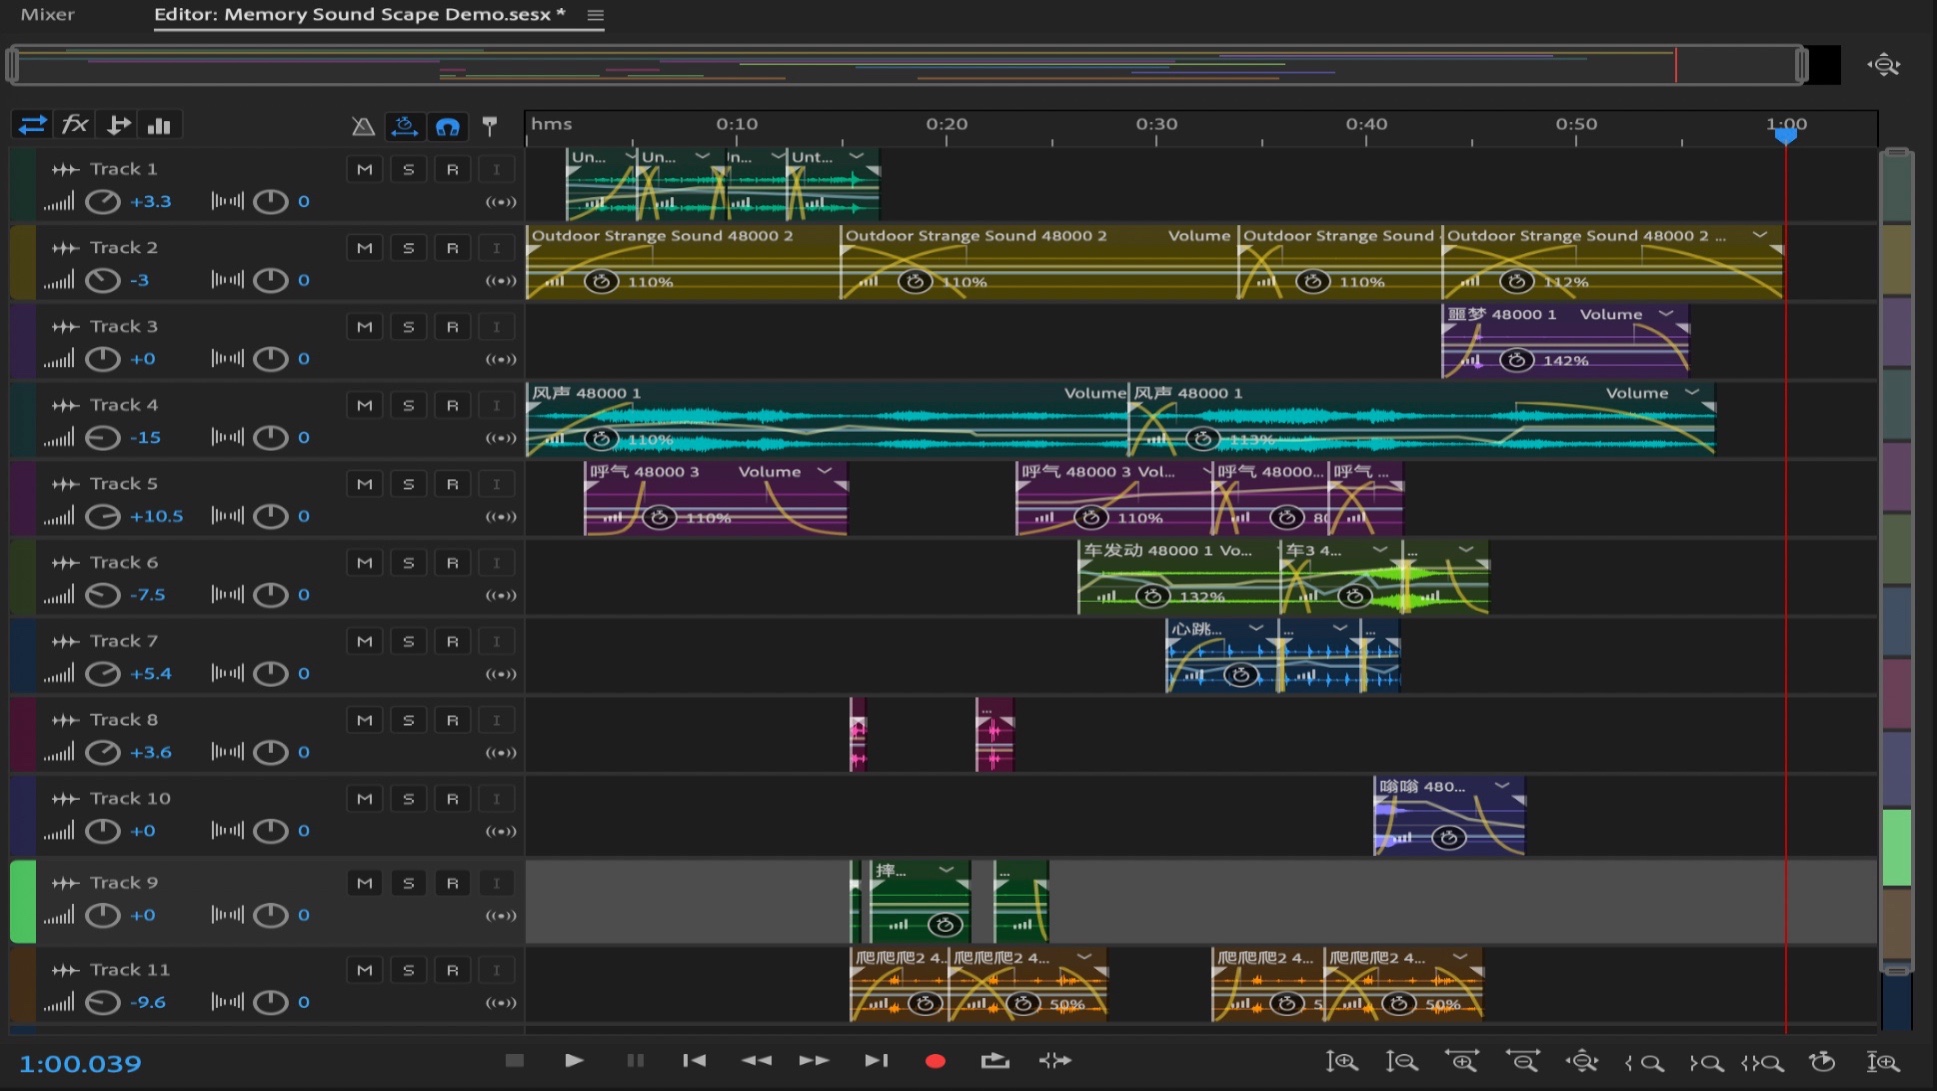 Mixer
Editor: Memory Sound Scape Demo.sesx *
fx
hms 0:10 0:20 0:30 0:40 0:50 1:00
Track 1 M S R I
+3.3 0
Un... Un... n... Unt...
Track 2 M S R I
-3 0
Outdoor Strange Sound 48000 2 Outdoor Strange Sound 48000 2 Volume Outdoor Strange Sound Outdoor Strange Sound 48000 2 ...
110% 110% 110% 112%
Track 3 M S R I
+0 0
噩梦 48000 1 Volume
142%
Track 4 M S R I
-15 0
风声 48000 1 Volume 风声 48000 1 Volume
110% 113%
Track 5 M S R I
+10.5 0
呼气 48000 3 Volume 呼气 48000 3 Vol... 呼气 48000... 呼气 ...
110% 110% 80
Track 6 M S R I
-7.5 0
车发动 48000 1 Vo... 车3 4... ...
132%
Track 7 M S R I
+5.4 0
心跳... ... ...
Track 8 M S R I
+3.6 0
...
Track 10 M S R I
+0 0
嗡嗡 480...
Track 9 M S R I
+0 0
摔... ...
Track 11 M S R I
-9.6 0
爬爬爬2 4... 爬爬爬2 4... 爬爬爬2 4... 爬爬爬2 4...
50% 5 50%
1:00.039